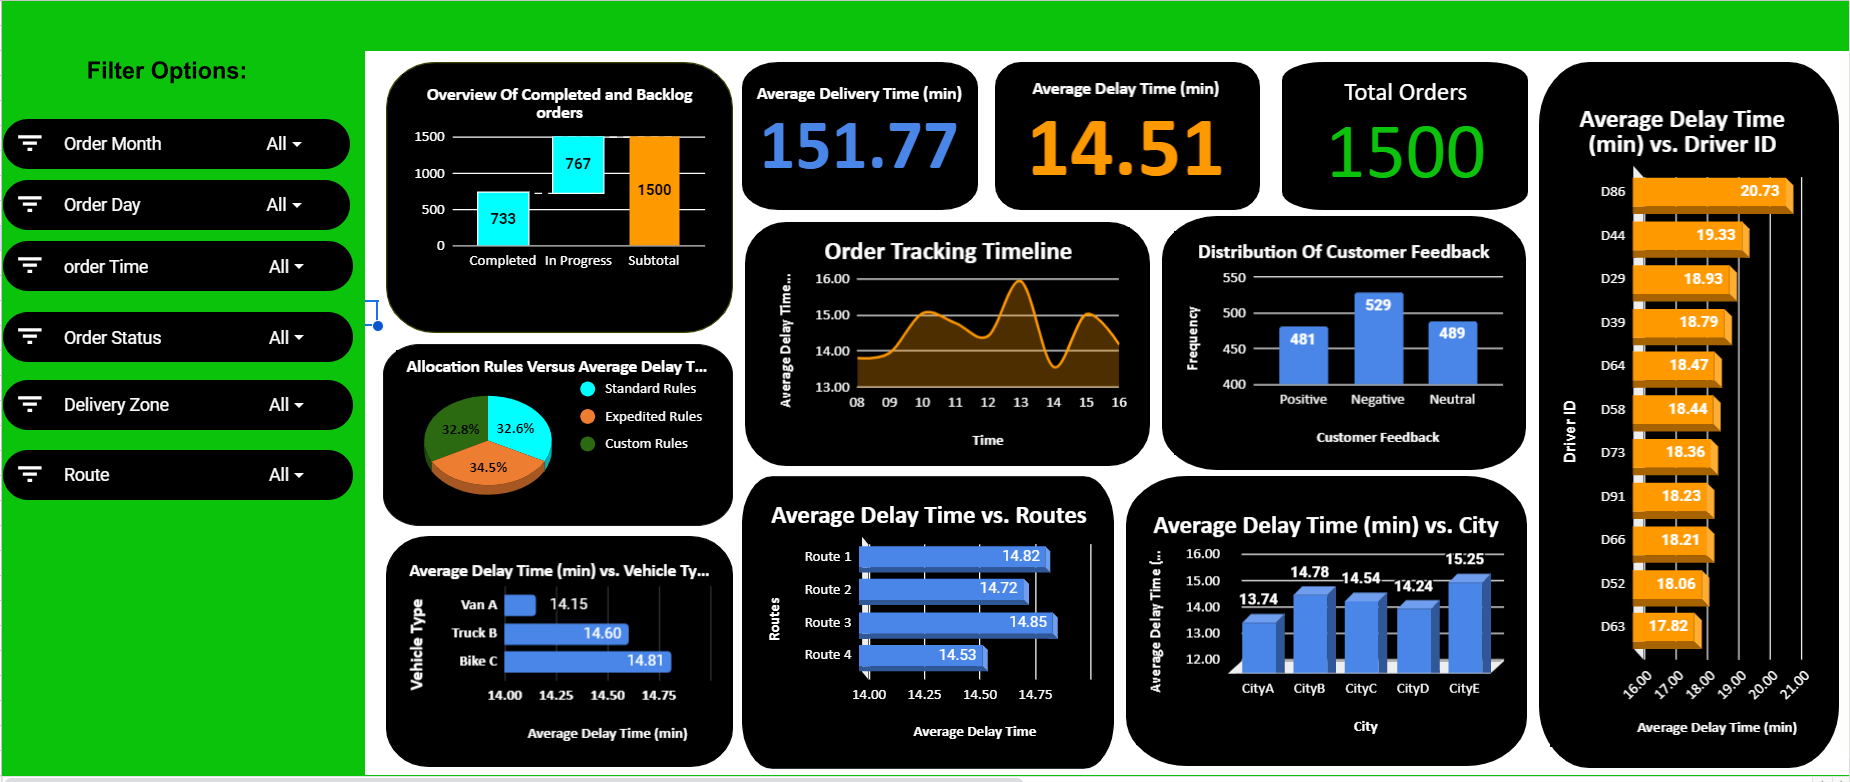 Filter Options:
Order Month All
Order Day All
order Time All
Order Status All
Delivery Zone All
Route All
Overview Of Completed and Backlog
orders
1500
1000
500
0
733
767
1500
Completed In Progress Subtotal
Average Delivery Time (min)
151.77
Average Delay Time (min)
14.51
Total Orders
1500
Order Tracking Timeline
Average Delay Time...
16.00
15.00
14.00
13.00
08 09 10 11 12 13 14 15 16
Time
Distribution Of Customer Feedback
Frequency
550
500
450
400
481
529
489
Positive Negative Neutral
Customer Feedback
Allocation Rules Versus Average Delay T...
Standard Rules
Expedited Rules
Custom Rules
32.8% 32.6%
34.5%
Average Delay Time (min) vs. Vehicle Ty...
Vehicle Type
Van A 14.15
Truck B 14.60
Bike C 14.81
14.00 14.25 14.50 14.75
Average Delay Time (min)
Average Delay Time vs. Routes
Routes
Route 1 14.82
Route 2 14.72
Route 3 14.85
Route 4 14.53
14.00 14.25 14.50 14.75
Average Delay Time
Average Delay Time (min) vs. City
Average Delay Time (...
16.00
15.00
14.00
13.00
12.00
13.74 14.78 14.54 14.24 15.25
CityA CityB CityC CityD CityE
City
Average Delay Time
(min) vs. Driver ID
Driver ID
D86 20.73
D44 19.33
D29 18.93
D39 18.79
D64 18.47
D58 18.44
D73 18.36
D91 18.23
D66 18.21
D52 18.06
D63 17.82
16.00 17.00 18.00 19.00 20.00 21.00
Average Delay Time (min)